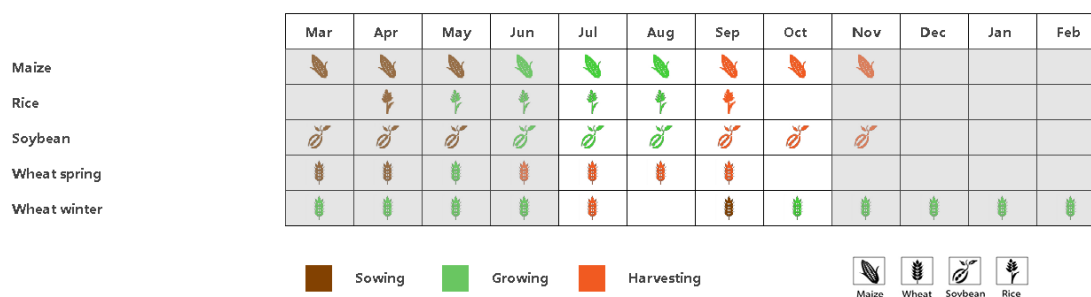 Mar Apr May Jun Jul Aug Sep Oct Nov Dec Jan Feb
Maize
Rice
Soybean
Wheat spring
Wheat winter
Sowing Growing Harvesting
Maize Wheat Soybean Rice